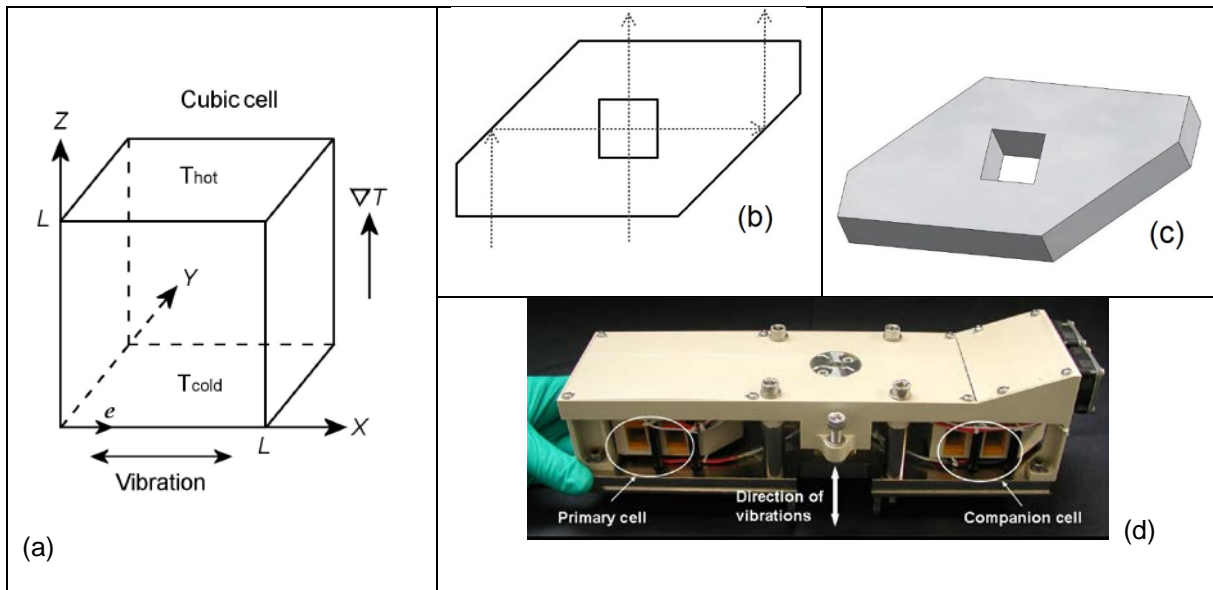 Cubic cell
Z
T hot
∇T
L
Y
T cold
e
X
L
Vibration
(a)
(b)
(c)
Primary cell
Direction of
vibrations
Companion cell
(d)